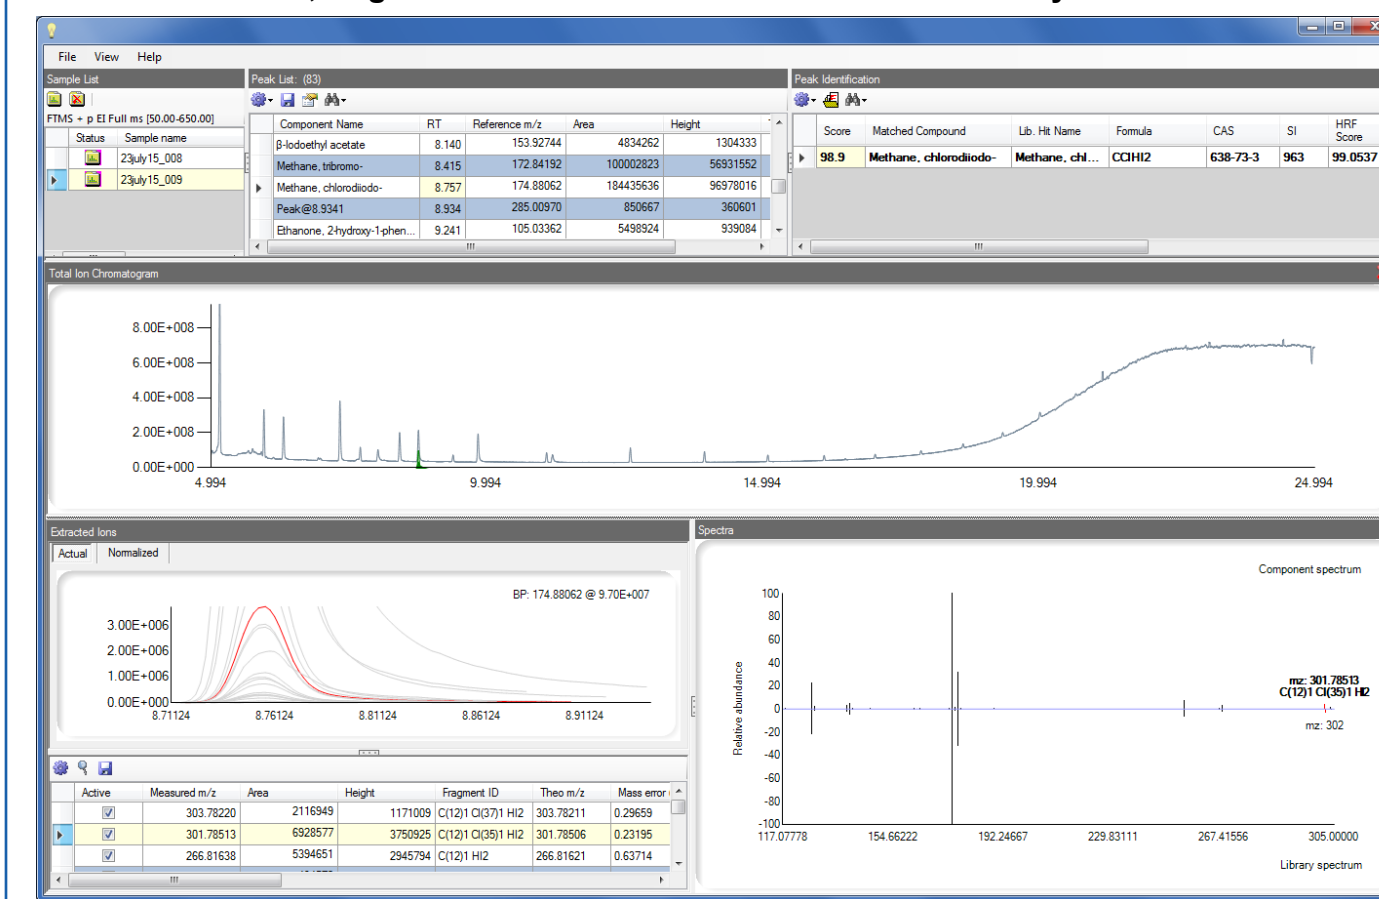 File View Help
Sample List
Peak List: (83)
Peak Identification
FTMS + p EI Full ms [50.00-650.00]
Status Sample name
23july15_008
23july15_009
Component Name RT Reference m/z Area Height
β-Iodoethyl acetate 8.140 153.92744 4834262 1304333
Methane, tribromo- 8.415 172.84192 100002823 56931552
Methane, chlorodiiodo- 8.757 174.88062 184435636 96978016
Peak@8.9341 8.934 285.00970 850667 360601
Ethanone, 2-hydroxy-1-phen... 9.241 105.03362 5498924 939084
Score Matched Compound Lib. Hit Name Formula CAS SI HRF Score
98.9 Methane, chlorodiiodo- Methane, chl... CClHI2 638-73-3 963 99.0537
Total Ion Chromatogram
8.00E+008
6.00E+008
4.00E+008
2.00E+008
0.00E+000
4.994 9.994 14.994 19.994 24.994
Extracted Ions
Actual Normalized
BP: 174.88062 @ 9.70E+007
3.00E+006
2.00E+006
1.00E+006
0.00E+000
8.71124 8.76124 8.81124 8.86124 8.91124
Active Measured m/z Area Height Fragment ID Theo m/z Mass error
303.78220 2116949 1171009 C(12)1 Cl(37)1 HI2 303.78211 0.29659
301.78513 6928577 3750925 C(12)1 Cl(35)1 HI2 301.78506 0.23195
266.81638 5394651 2945794 C(12)1 HI2 266.81621 0.63714
Spectra
Component spectrum
Relative abundance
100
80
60
40
20
0
-20
-40
-60
-80
-100
mz: 301.78513
C(12)1 Cl(35)1 HI2
mz: 302
117.07778 154.66222 192.24667 229.83111 267.41556 305.00000
Library spectrum